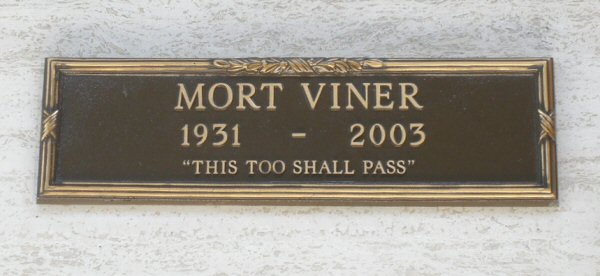 MORT VINER
1931 - 2003
“THIS TOO SHALL PASS”